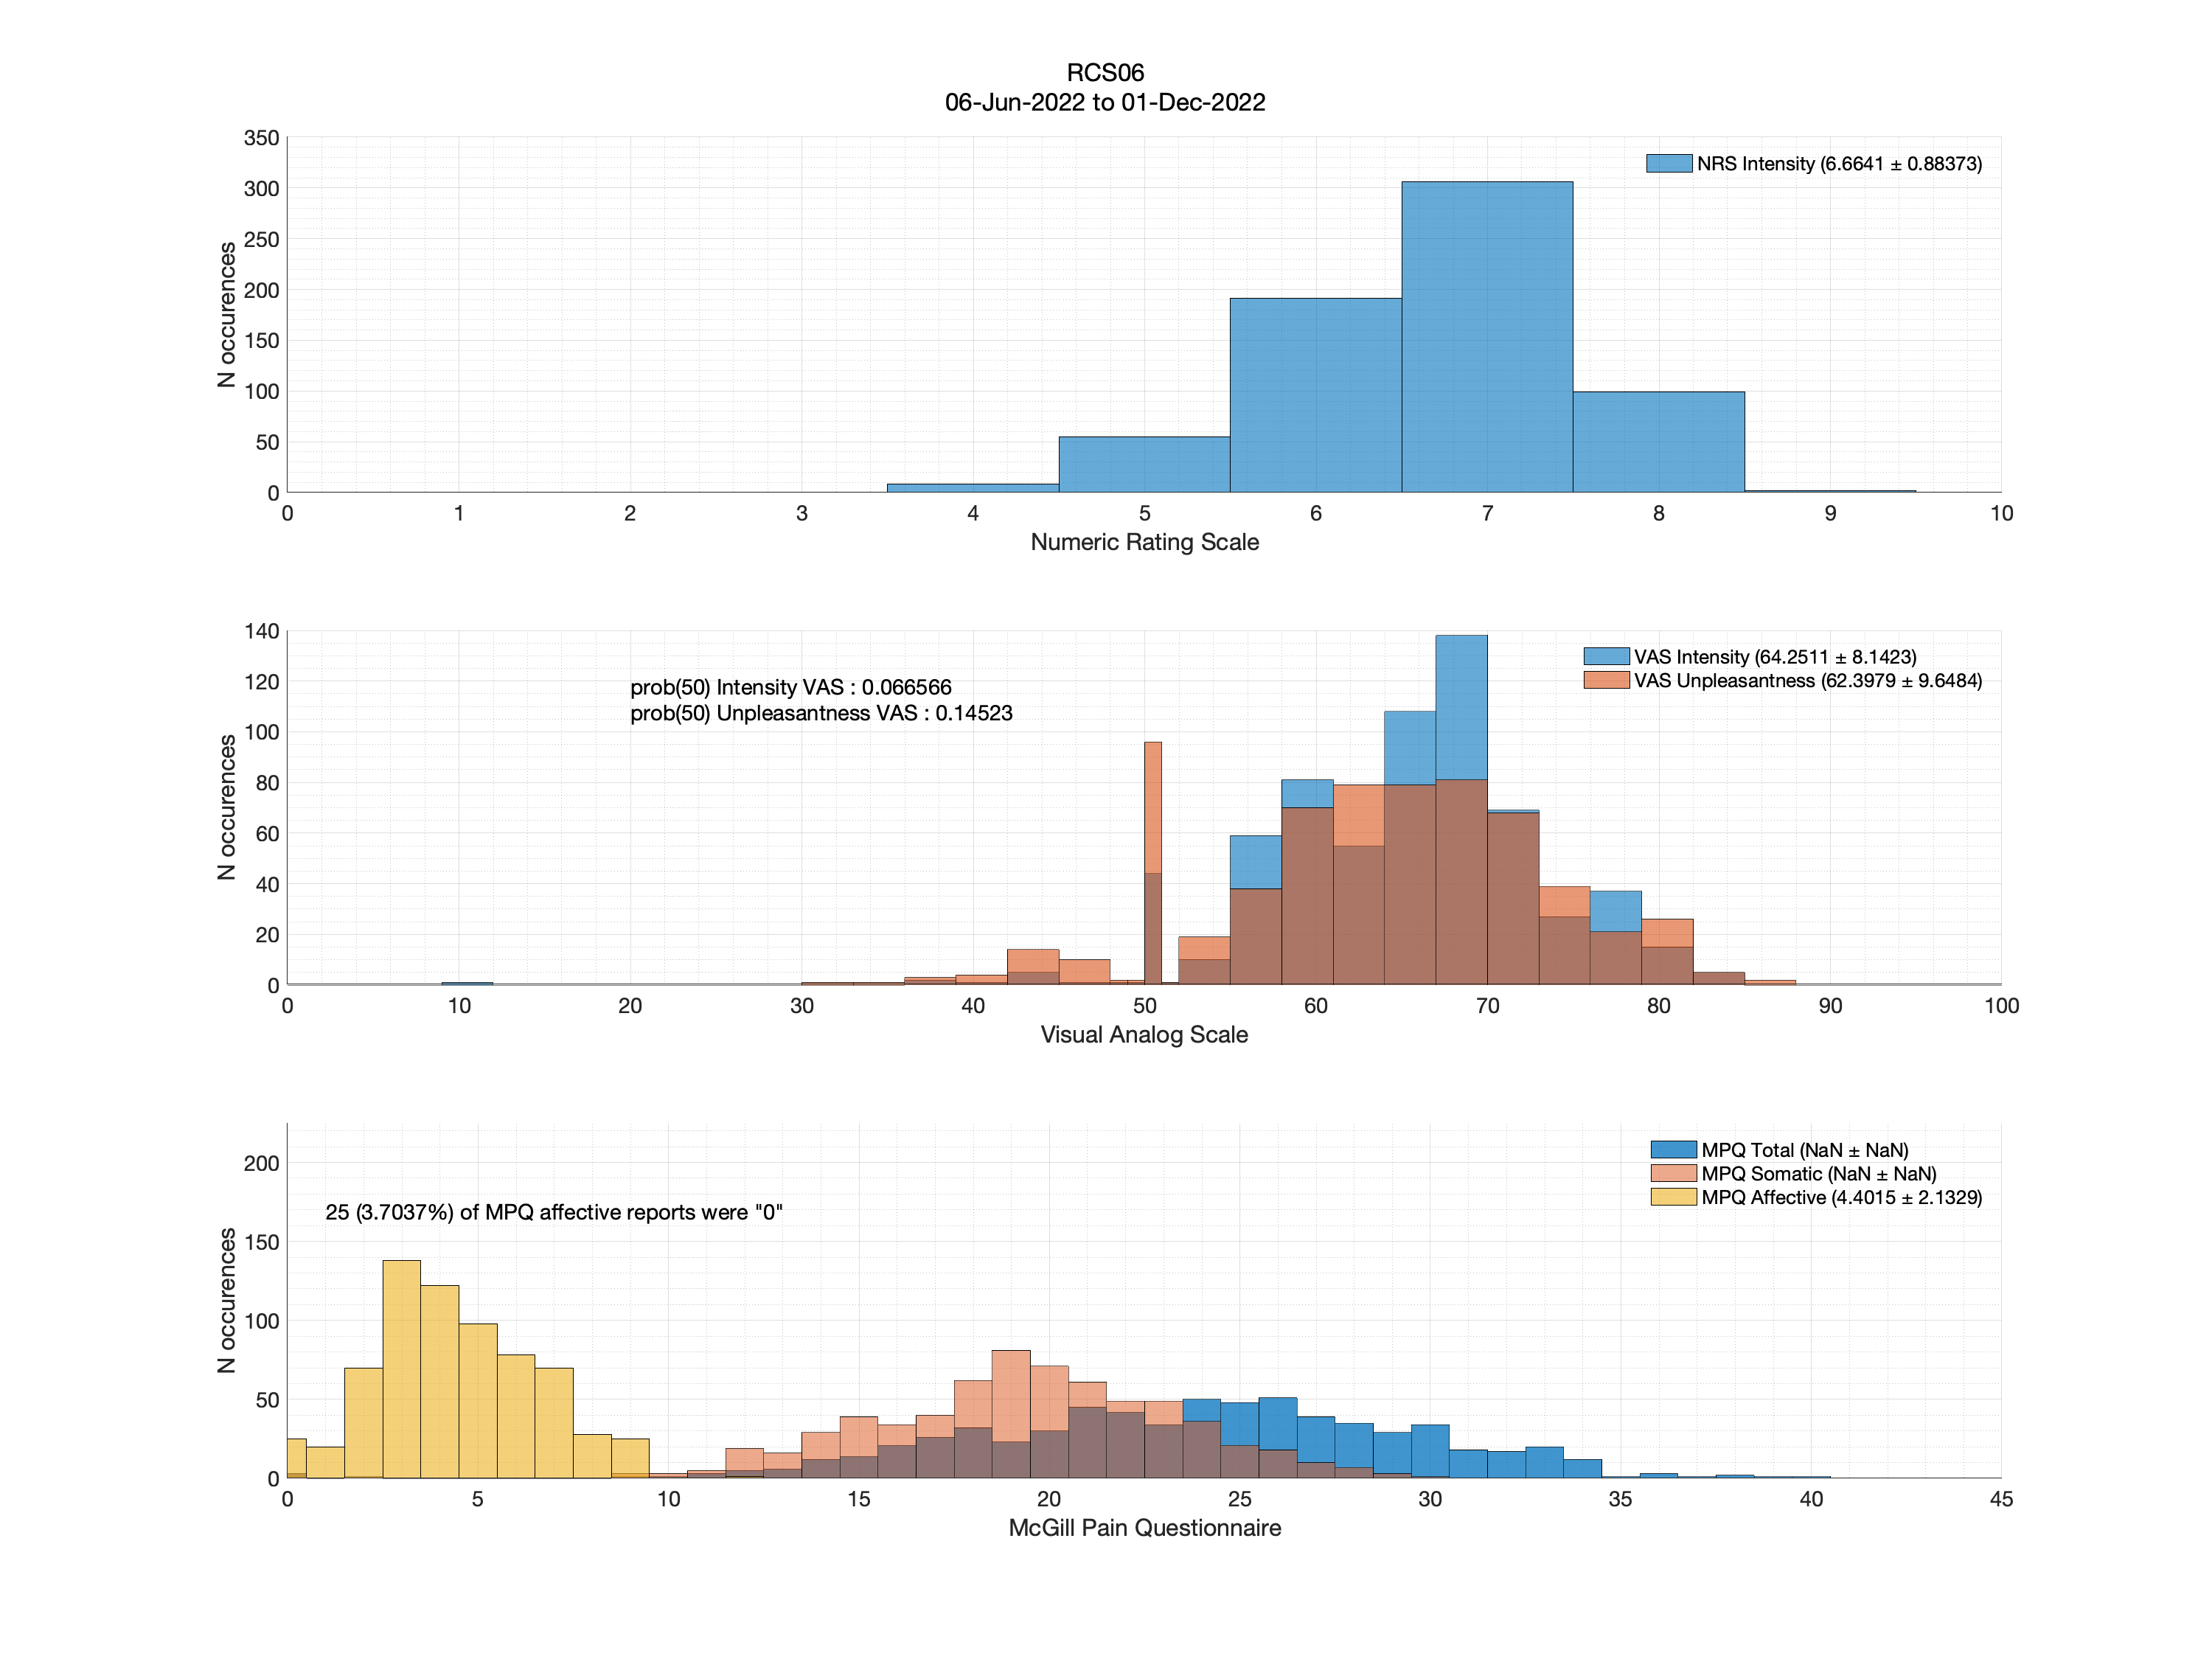 RCS06
06-Jun-2022 to 01-Dec-2022
350
300
250
200
150
100
50
0
N occurences
NRS Intensity (6.6641 ± 0.88373)
0 1 2 3 4 5 6 7 8 9 10
Numeric Rating Scale
140
120
100
80
60
40
20
0
N occurences
prob(50) Intensity VAS : 0.066566
prob(50) Unpleasantness VAS : 0.14523
VAS Intensity (64.2511 ± 8.1423)
VAS Unpleasantness (62.3979 ± 9.6484)
0 10 20 30 40 50 60 70 80 90 100
Visual Analog Scale
200
150
100
50
0
N occurences
25 (3.7037%) of MPQ affective reports were "0"
MPQ Total (NaN ± NaN)
MPQ Somatic (NaN ± NaN)
MPQ Affective (4.4015 ± 2.1329)
0 5 10 15 20 25 30 35 40 45
McGill Pain Questionnaire